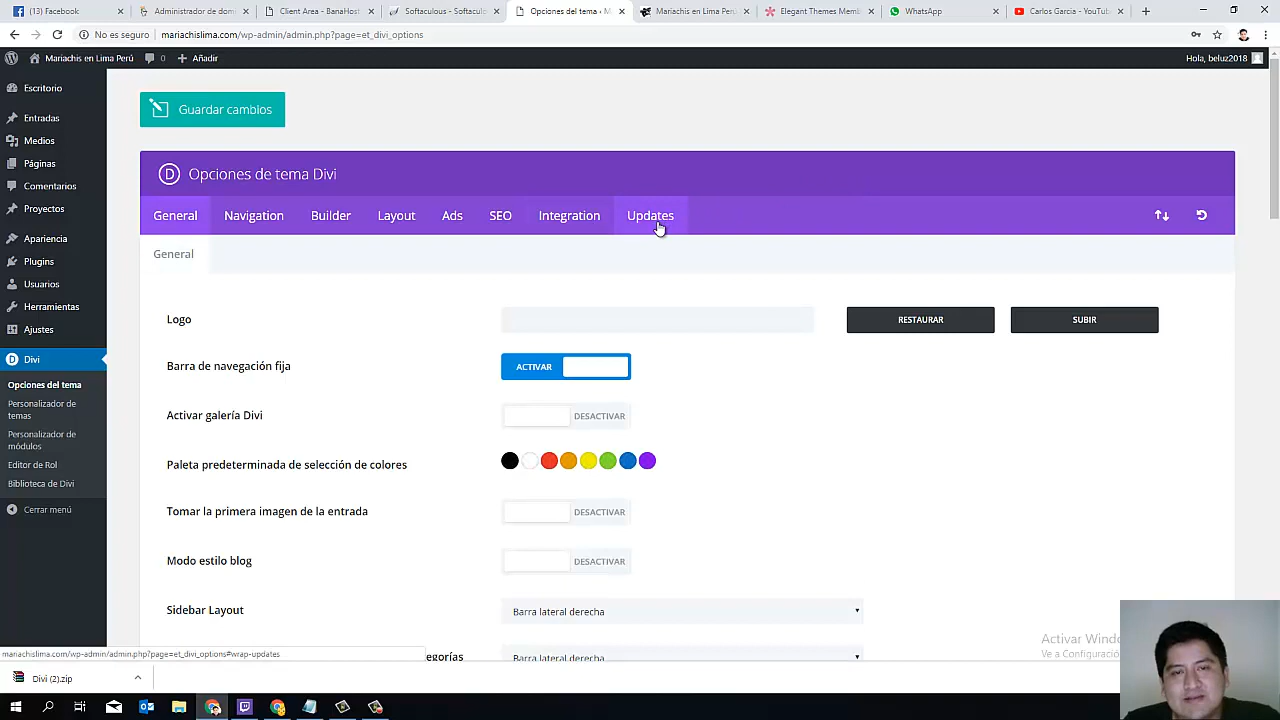 (3) Facebook
Administrador de dom
Client Area - BanaHost
Softaculous - Softaculou
Opciones del tema ‹ M
Mariachis en Lima Perú
Elegant Themes Memb
WhatsApp
Carlos Garcia - YouTub
No es seguro
mariachislima.com/wp-admin/admin.php?page=et_divi_options
Mariachis en Lima Perú
0
Añadir
Hola, beluz2018
Escritorio
Entradas
Medios
Páginas
Comentarios
Proyectos
Apariencia
Plugins
Usuarios
Herramientas
Ajustes
Divi
Opciones del tema
Personalizador de
temas
Personalizador de
módulos
Editor de Rol
Biblioteca de Divi
Cerrar menú
Guardar cambios
D Opciones de tema Divi
General
Navigation
Builder
Layout
Ads
SEO
Integration
Updates
General
Logo
RESTAURAR
SUBIR
Barra de navegación fija
ACTIVAR
Activar galería Divi
DESACTIVAR
Paleta predeterminada de selección de colores
Tomar la primera imagen de la entrada
DESACTIVAR
Modo estilo blog
DESACTIVAR
Sidebar Layout
Barra lateral derecha
egorías
Barra lateral derecha
mariachislima.com/wp-admin/admin.php?page=et_divi_options#wrap-updates
Activar Windo
Ve a Configuració
Divi (2).zip